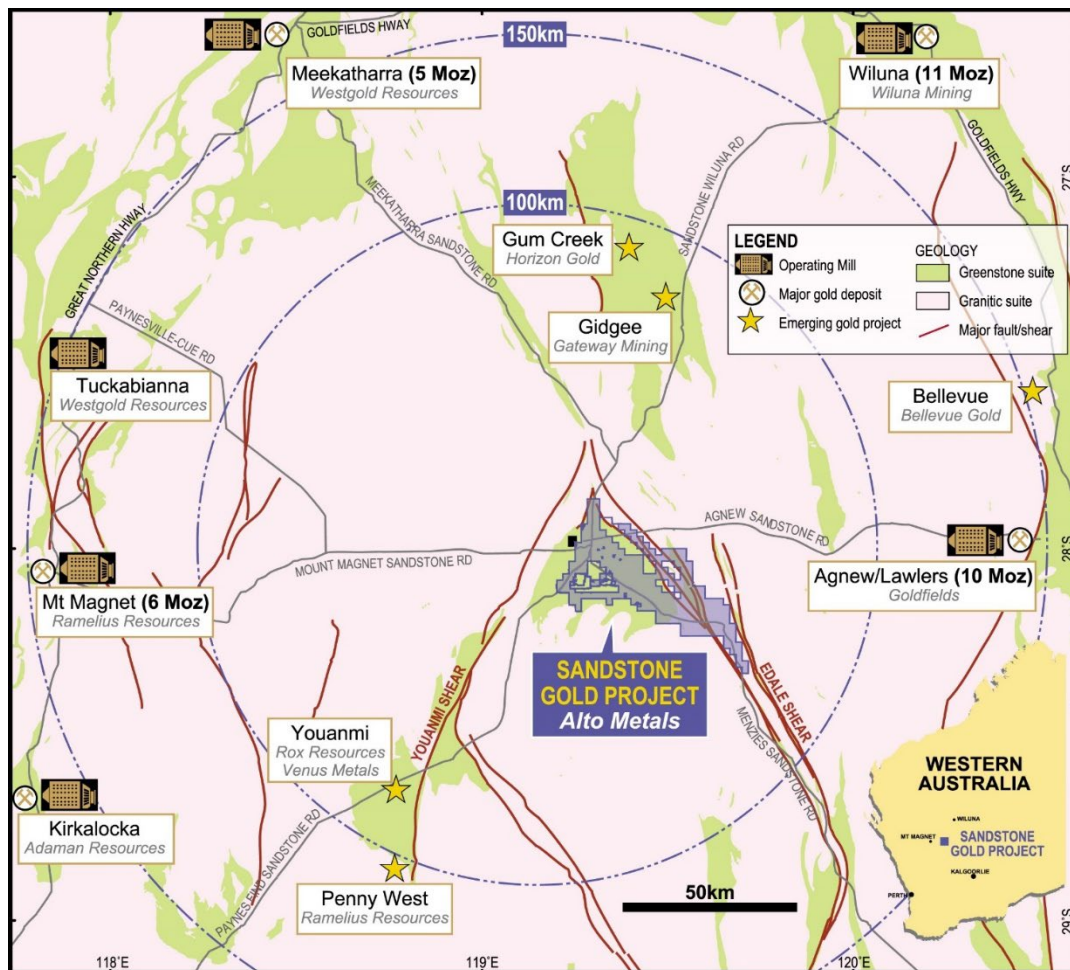 GOLDFIELDS HWY
150km
Meekatharra (5 Moz)
Westgold Resources
Wiluna (11 Moz)
Wiluna Mining
GOLDFIELDS HWY
SANDSTONE WILUNA RD
MEEKATHARRA SANDSTONE RD
27°S
100km
Gum Creek
Horizon Gold
GREAT NORTHERN HWAY
LEGEND
Operating Mill
Major gold deposit
Emerging gold project
GEOLOGY
Greenstone suite
Granitic suite
Major fault/shear
PAYNESVILLE-CUE RD
Gidgee
Gateway Mining
Tuckabianna
Westgold Resources
Bellevue
Bellevue Gold
AGNEW SANDSTONE RD
MOUNT MAGNET SANDSTONE RD
28°S
Agnew/Lawlers (10 Moz)
Goldfields
Mt Magnet (6 Moz)
Ramelius Resources
SANDSTONE
GOLD PROJECT
Alto Metals
YOUANMI SHEAR
EDALE SHEAR
MENZIES SANDSTONE RD
Youanmi
Rox Resources
Venus Metals
Kirkalocka
Adaman Resources
PAYNES FIND SANDSTONE RD
Penny West
Ramelius Resources
50km
WESTERN
AUSTRALIA
WILUNA
MT MAGNET
SANDSTONE
GOLD PROJECT
KALGOORLIE
PERTH
29°S
118°E
119°E
120°E